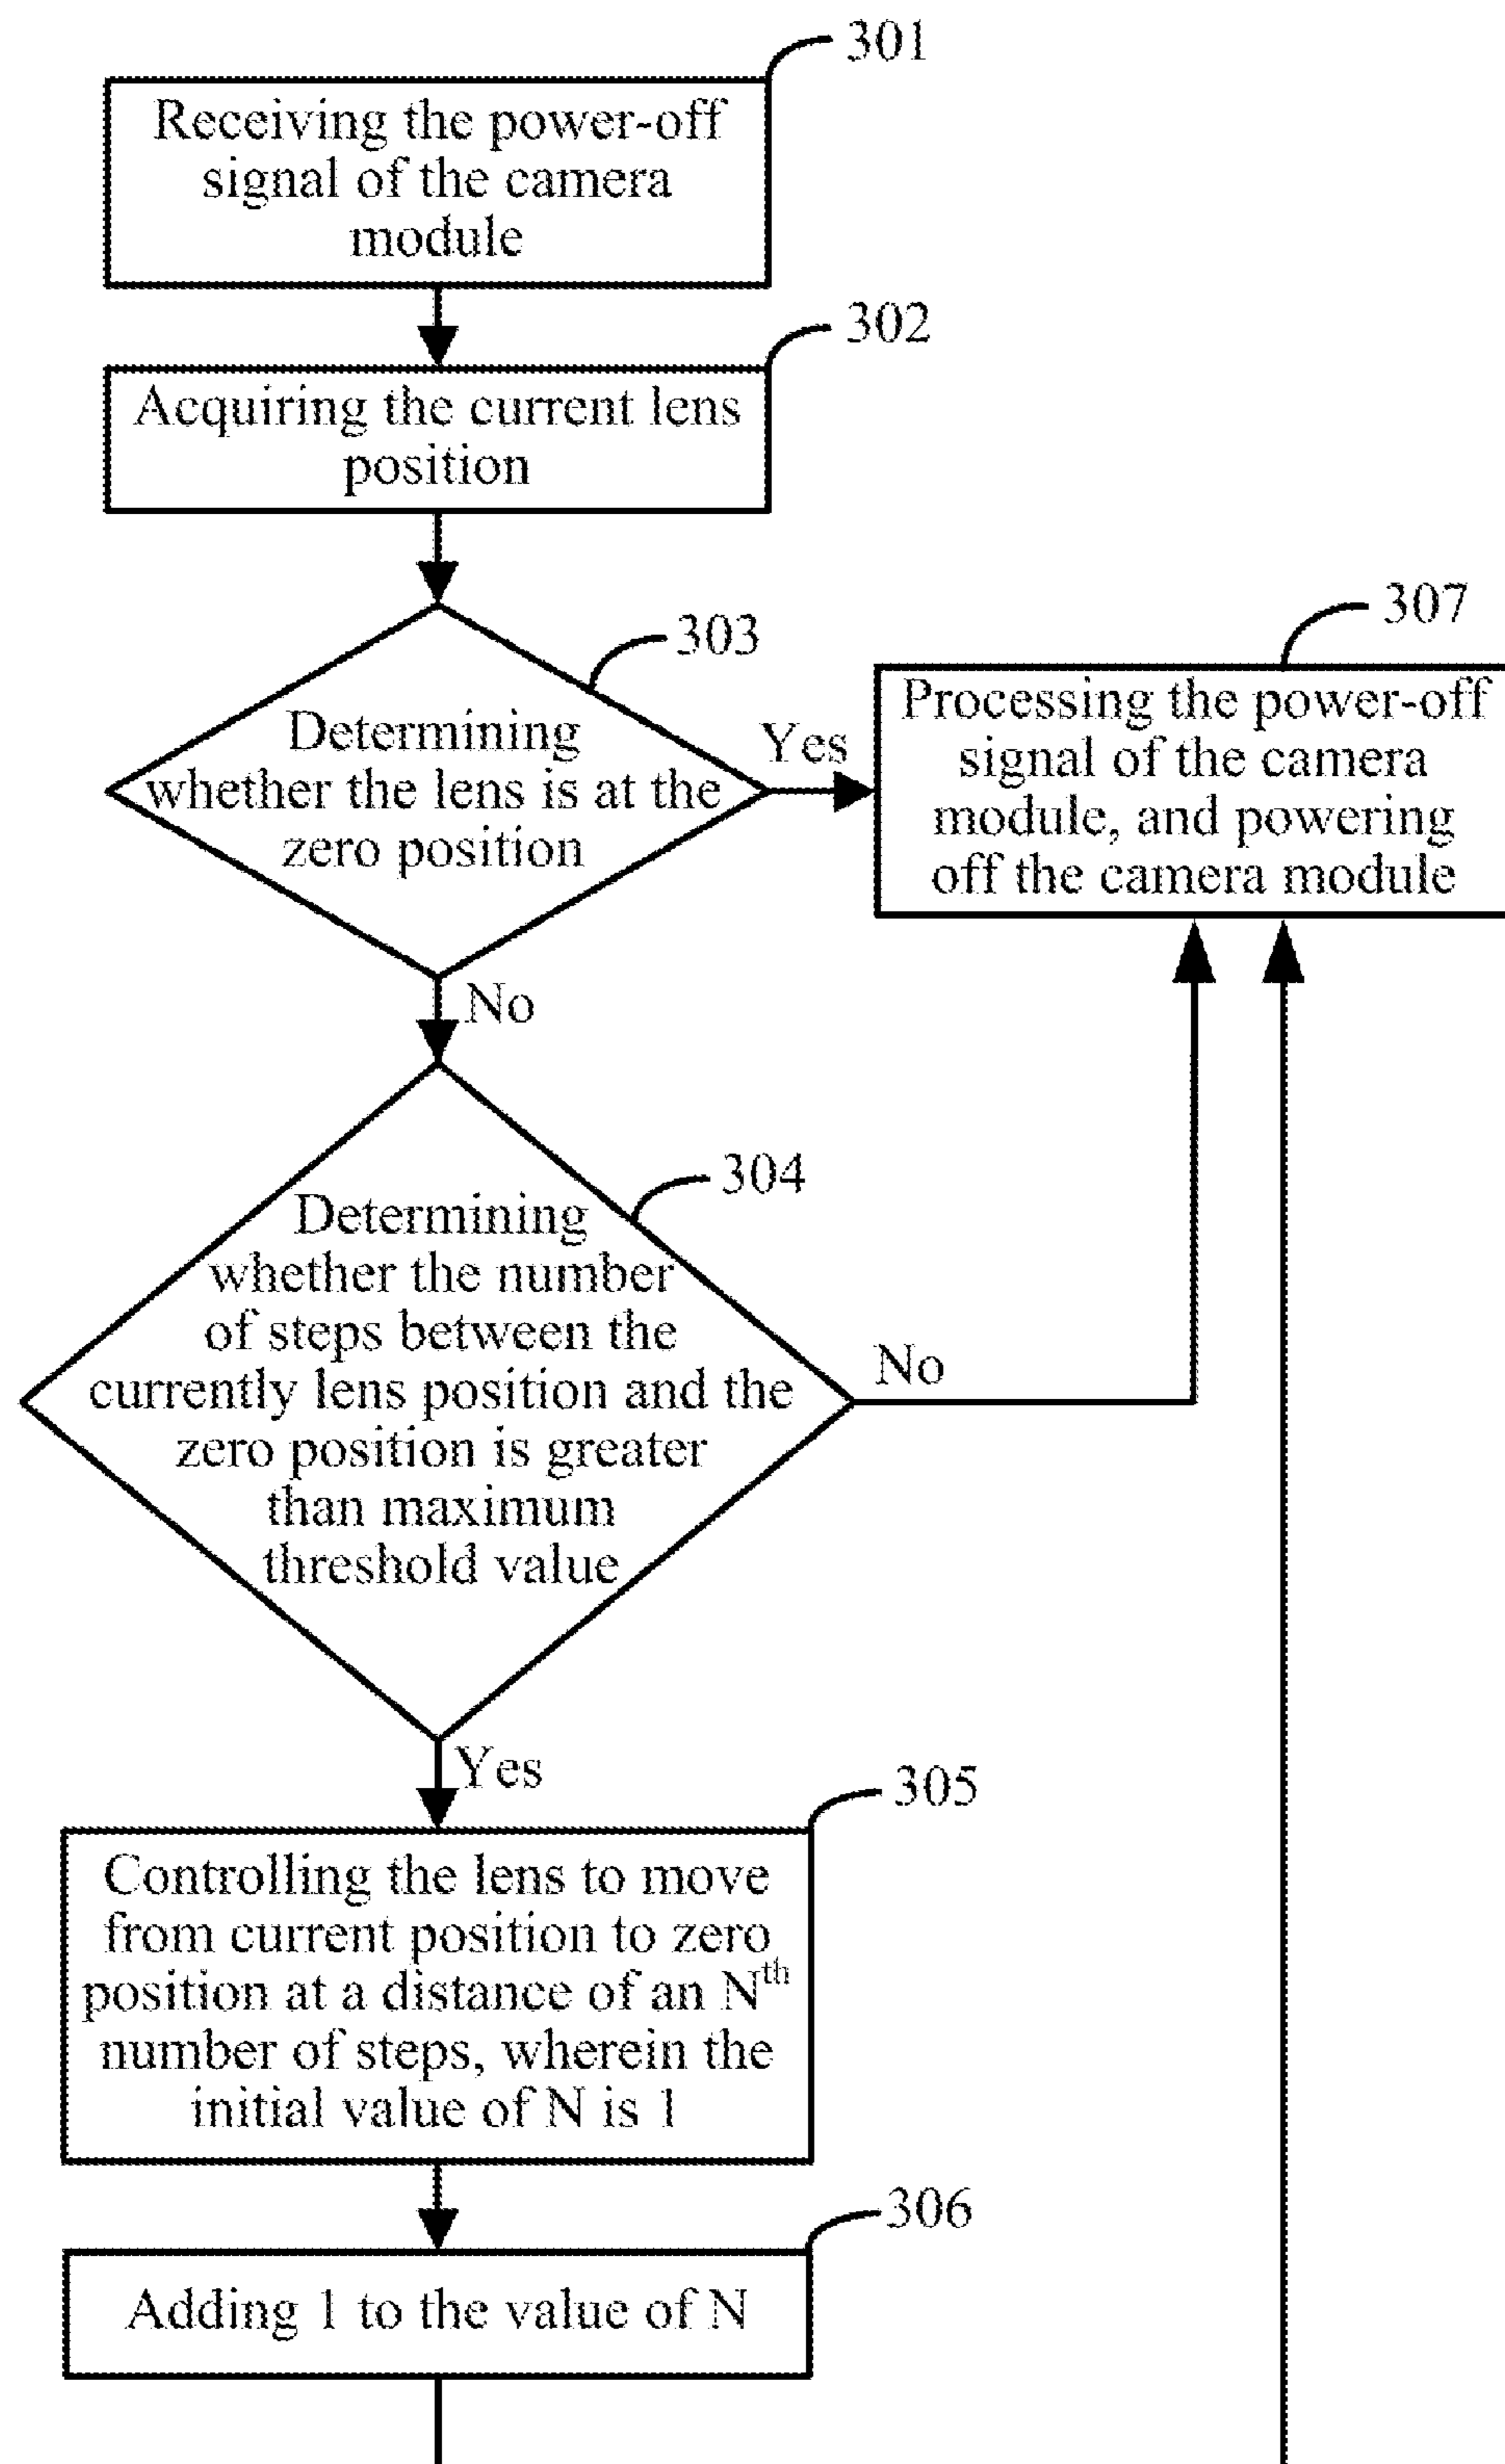 301
Receiving the power-off
signal of the camera
module
302
Acquiring the current lens
position
303
Determining
whether the lens is at the
zero position
Yes
307
Processing the power-off
signal of the camera
module, and powering
off the camera module
No
304
Determining
whether the number
of steps between the
currently lens position and the
zero position is greater
than maximum
threshold value
No
Yes
305
Controlling the lens to move
from current position to zero
position at a distance of an Nth
number of steps, wherein the
initial value of N is 1
306
Adding 1 to the value of N